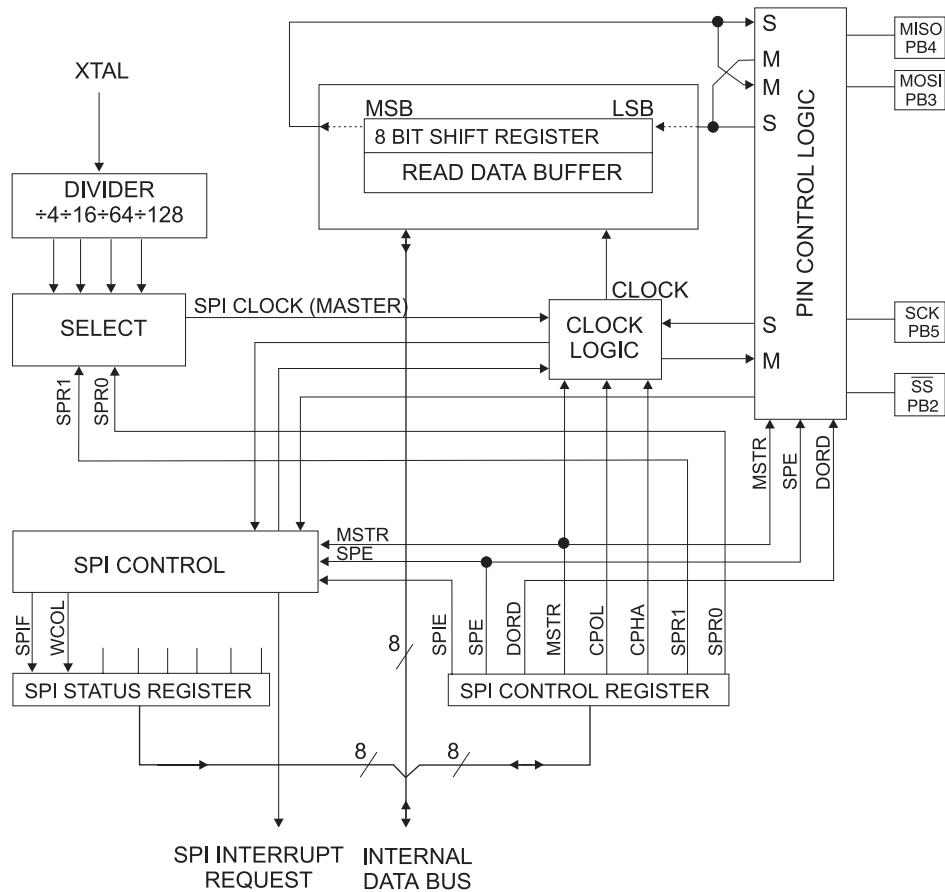 S
MISO
PB4
XTAL
M
MSB
LSB
M
MOSI
PB3
8 BIT SHIFT REGISTER
S
READ DATA BUFFER
PIN CONTROL LOGIC
DIVIDER
÷4÷16÷64÷128
SPI CLOCK (MASTER)
CLOCK
SELECT
CLOCK
LOGIC
S
SCK
PB5
M
SPR1
SPR0
SS
PB2
MSTR
SPE
DORD
MSTR
SPE
SPI CONTROL
SPIF
WCOL
8
SPIE
SPE
DORD
MSTR
CPOL
CPHA
SPR1
SPR0
SPI STATUS REGISTER
SPI CONTROL REGISTER
8
8
SPI INTERRUPT
REQUEST
INTERNAL
DATA BUS